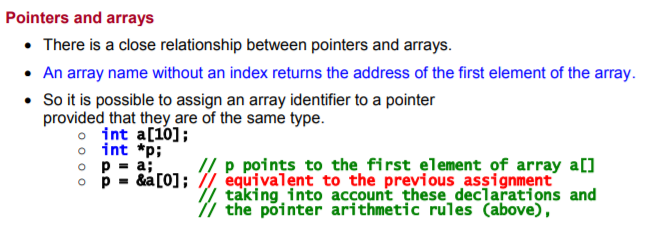 Pointers and arrays
• There is a close relationship between pointers and arrays.
• An array name without an index returns the address of the first element of the array.
• So it is possible to assign an array identifier to a pointer
provided that they are of the same type.
o int a[10];
o int *p;
o p = a; // p points to the first element of array a[]
o p = &a[0]; // equivalent to the previous assignment
// taking into account these declarations and
// the pointer arithmetic rules (above),